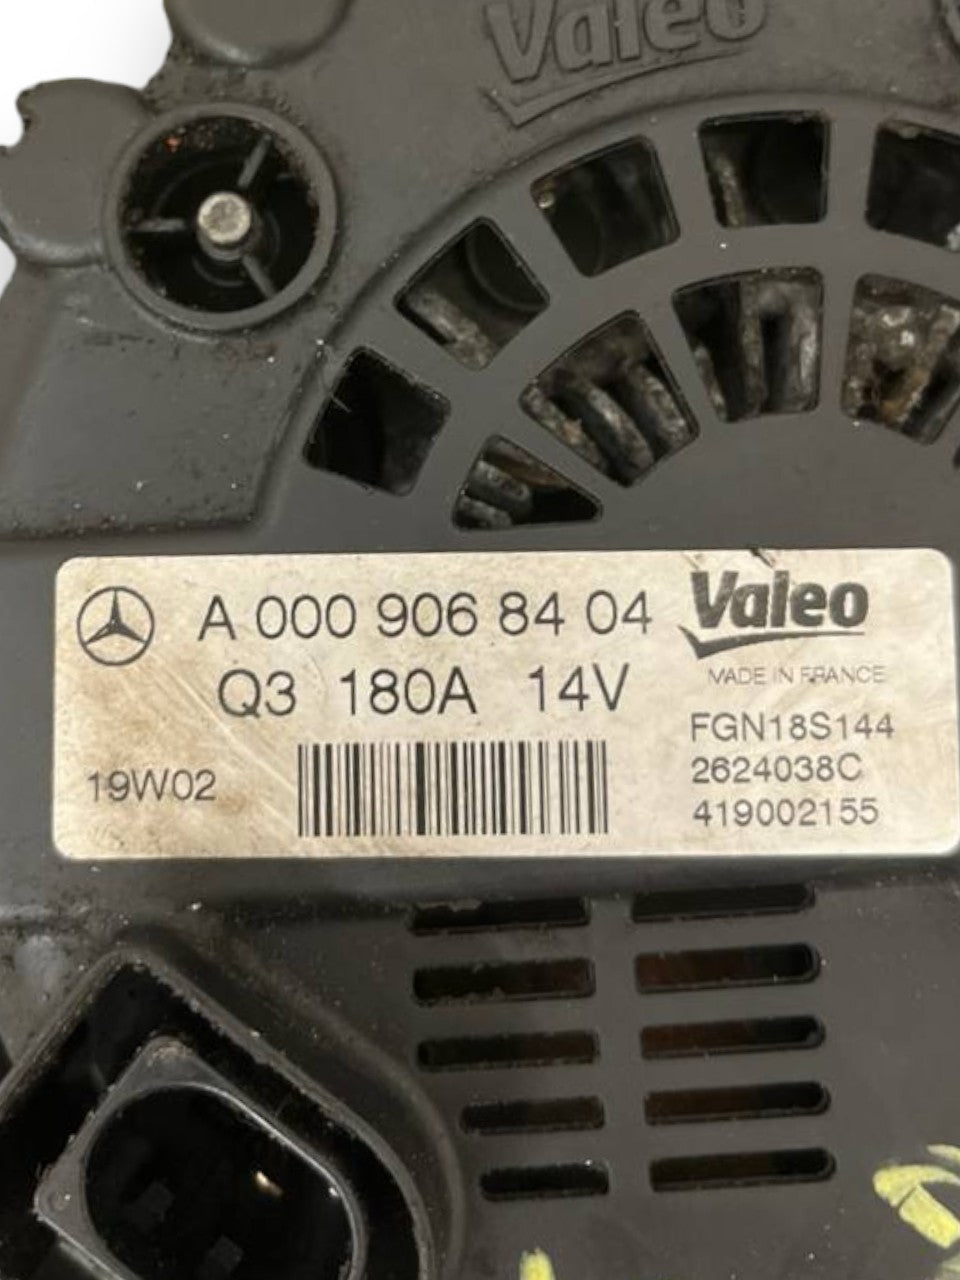 Valeo
A 000 906 84 04
Valeo
Q3 180A 14V
MADE IN FRANCE
FGN18S144
19W02
2624038C
419002155